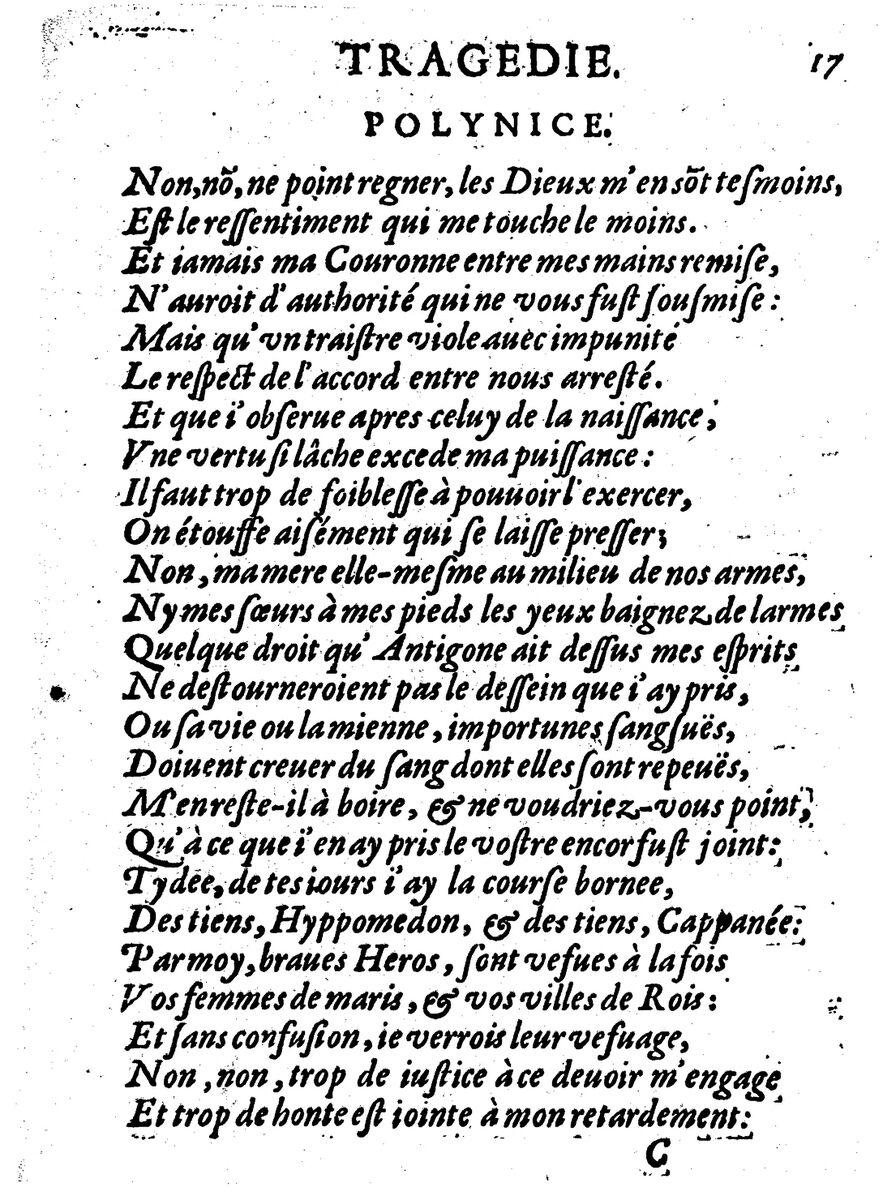 TRAGEDIE. 17
POLYNICE.
Non, nõ, ne point regner, les Dieux m'en sõt teſmoins,
Eſt le reſſentiment qui me touche le moins.
Et iamais ma Couronne entre mes mains remiſe,
N'auroit d'authorité qui ne vous fuſt ſouſmiſe :
Mais qu'vn traiſtre viole auec impunité
Le reſpect de l'accord entre nous arreſté.
Et que i'obſerue apres celuy de la naiſſance ;
Vne vertu ſi lâche excede ma puiſſance :
Il faut trop de foibleſſe à pouuoir l'exercer,
On étouffe aiſément qui ſe laiſſe preſſer ;
Non, ma mere elle-meſme au milieu de nos armes,
Ny mes ſœurs à mes pieds les yeux baignez de larmes,
Quelque droit qu'Antigone ait deſſus mes eſprits,
Ne deſtourneroient pas le deſſein que i'ay pris,
Ou ſa vie ou la mienne, importunes ſangſuës,
Doiuent creuer du ſang dont elles ſont repeuës,
M'en reſte-il à boire, & ne voudriez-vous point,
Qu'à ce que i'en ay pris le voſtre encor fuſt joint :
Tydée, de tes iours i'ay la courſe bornee,
Des tiens, Hyppomedon, & des tiens, Cappanée :
Par moy, braues Heros, ſont vefues à la fois
Vos femmes de maris, & vos villes de Rois :
Et ſans confuſion, ie verrois leur vefuage,
Non, non, trop de iuſtice à ce deuoir m'engage,
Et trop de honte eſt iointe à mon retardement :
C